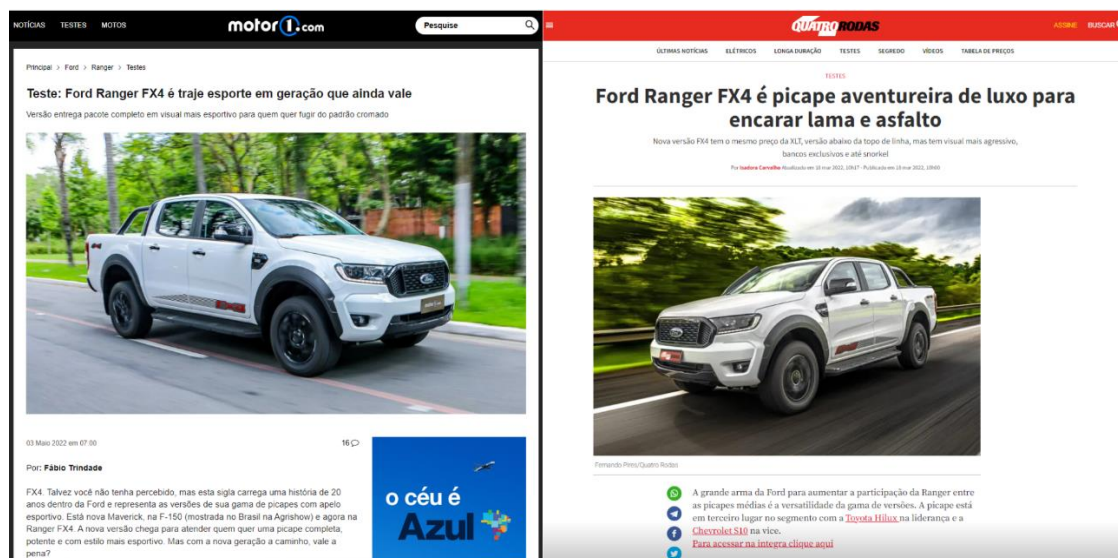 NOTÍCIAS TESTES MOTOS
motor1.com
Pesquise
Principal > Ford > Ranger > Testes
Teste: Ford Ranger FX4 é traje esporte em geração que ainda vale
Versão entrega pacote completo em visual mais esportivo para quem quer fugir do padrão cromado
03 Maio 2022 em 07:00
16
Por: Fábio Trindade
FX4. Talvez você não tenha percebido, mas esta sigla carrega uma história de 20
anos dentro da Ford e representa as versões de sua gama de picapes com apelo
esportivo. Está nova Maverick, na F-150 (mostrada no Brasil na Agrishow) e agora na
Ranger FX4. A nova versão chega para atender quem quer uma picape completa,
potente e com estilo mais esportivo. Mas com a nova geração a caminho, vale a
pena?
o céu é
Azul
QUATRO RODAS
ASSINE BUSCAR
ÚLTIMAS NOTÍCIAS ELÉTRICOS LONGA DURAÇÃO TESTES SEGREDO VÍDEOS TABELA DE PREÇOS
TESTES
Ford Ranger FX4 é picape aventureira de luxo para
encarar lama e asfalto
Nova versão FX4 tem o mesmo preço da XLT, versão abaixo da topo de linha, mas tem visual mais agressivo,
bancos exclusivos e até snorkel
Por Isadora Carvalho
Fernando Pires/Quatro Rodas
A grande arma da Ford para aumentar a participação da Ranger entre
as picapes médias é a versatilidade da gama de versões. A picape está
em terceiro lugar no segmento com a Toyota Hilux na liderança e a
Chevrolet S10 na vice.
Para acessar na íntegra clique aqui